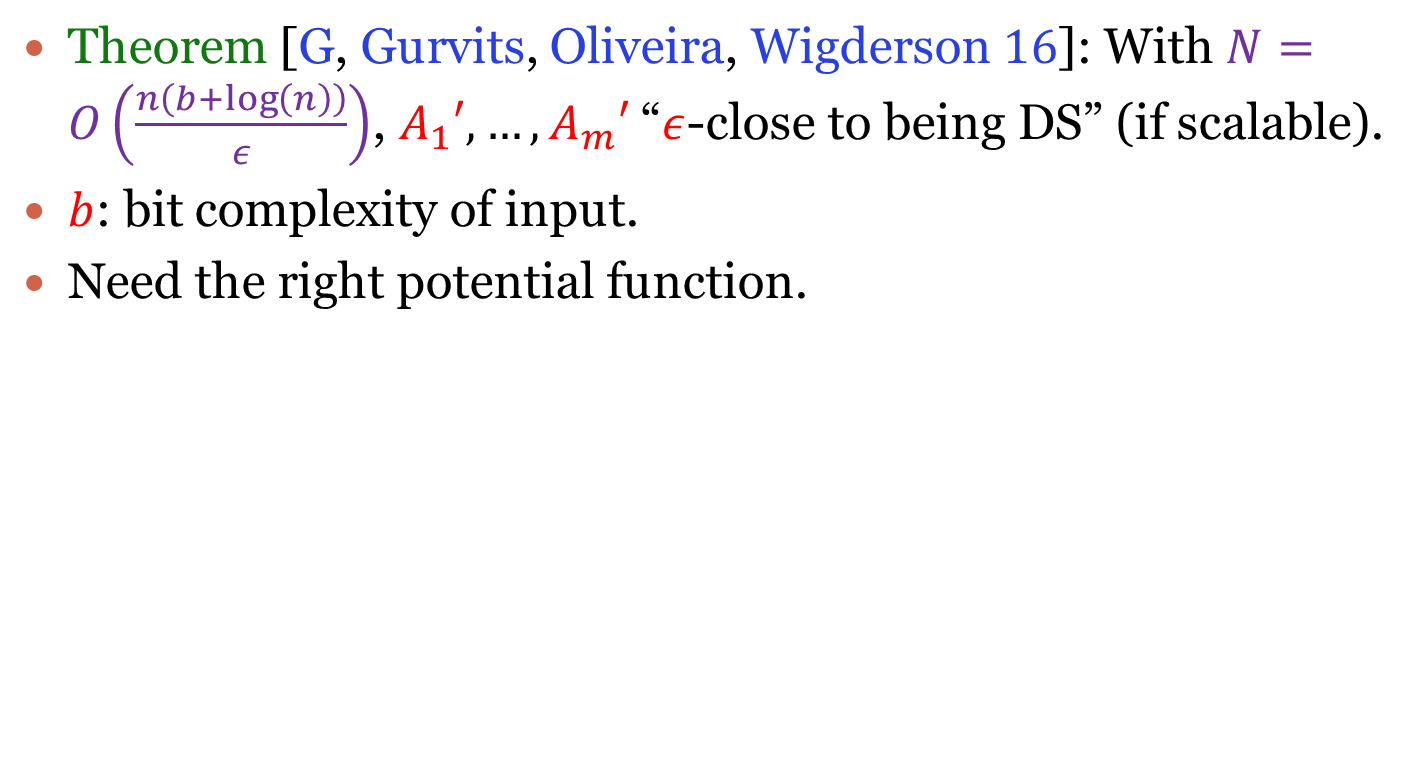 • Theorem [G, Gurvits, Oliveira, Wigderson 16]: With N =
O(n(b+log(n))/ϵ), A₁′, …, Aₘ′ “ϵ-close to being DS” (if scalable).
• b: bit complexity of input.
• Need the right potential function.